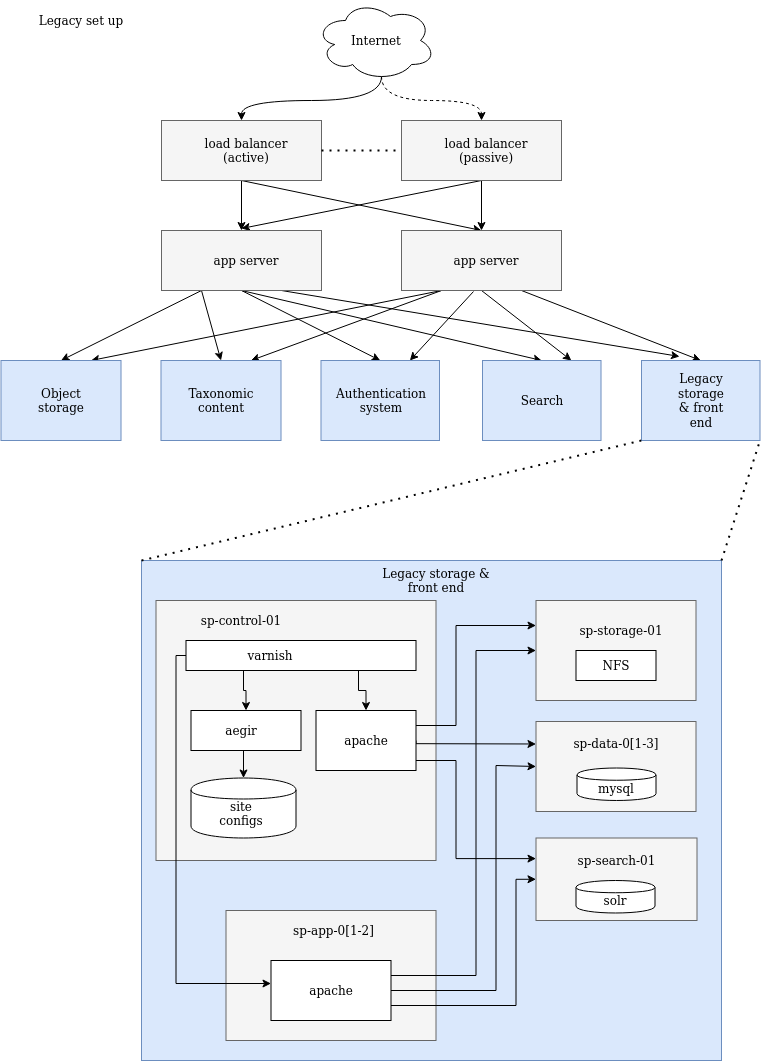 Legacy set up
Internet
load balancer
(active)
load balancer
(passive)
app server
app server
Object
storage
Taxonomic
content
Authentication
system
Search
Legacy
storage
& front
end
Legacy storage &
front end
sp-control-01
varnish
aegir
apache
site
configs
sp-storage-01
NFS
sp-data-0[1-3]
mysql
sp-search-01
solr
sp-app-0[1-2]
apache